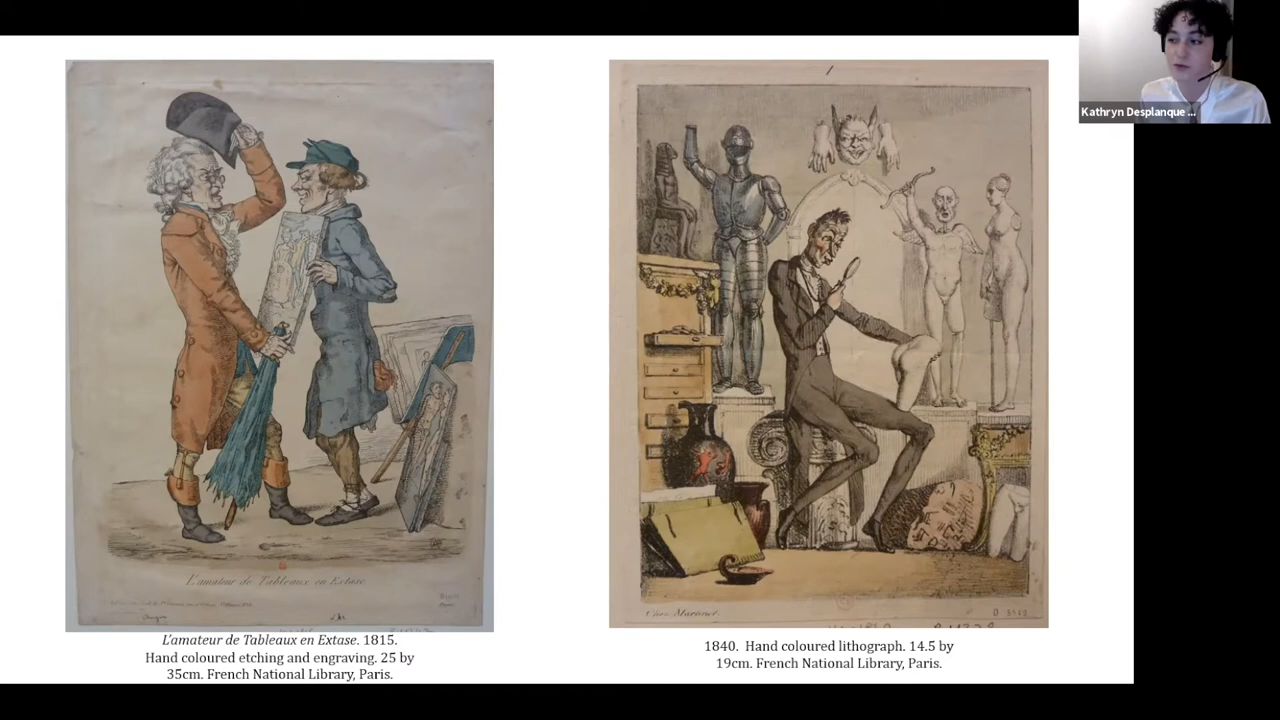 Kathryn Desplanque ...
L'amateur de Tableaux en Extase
Chez Martinet.
L'amateur de Tableaux en Extase. 1815.
Hand coloured etching and engraving. 25 by
35cm. French National Library, Paris.
1840. Hand coloured lithograph. 14.5 by
19cm. French National Library, Paris.